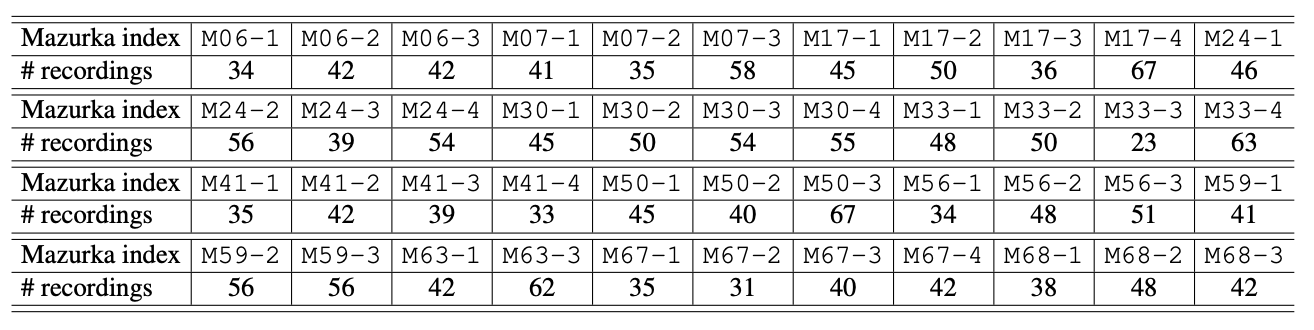 Mazurka index M06-1 M06-2 M06-3 M07-1 M07-2 M07-3 M17-1 M17-2 M17-3 M17-4 M24-1
# recordings 34 42 42 41 35 58 45 50 36 67 46
Mazurka index M24-2 M24-3 M24-4 M30-1 M30-2 M30-3 M30-4 M33-1 M33-2 M33-3 M33-4
# recordings 56 39 54 45 50 54 55 48 50 23 63
Mazurka index M41-1 M41-2 M41-3 M41-4 M50-1 M50-2 M50-3 M56-1 M56-2 M56-3 M59-1
# recordings 35 42 39 33 45 40 67 34 48 51 41
Mazurka index M59-2 M59-3 M63-1 M63-3 M67-1 M67-2 M67-3 M67-4 M68-1 M68-2 M68-3
# recordings 56 56 42 62 35 31 40 42 38 48 42